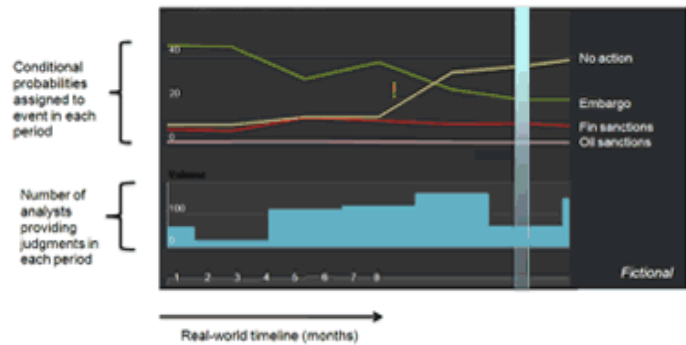 Conditional
probabilities
assigned to
event in each
period
40
20
0
!
No action
Embargo
Fin sanctions
Oil sanctions
Number of
analysts
providing
judgments in
each period
Volume
100
0
1 2 3 4 5 6 7 8
Fictional
Real-world timeline (months)